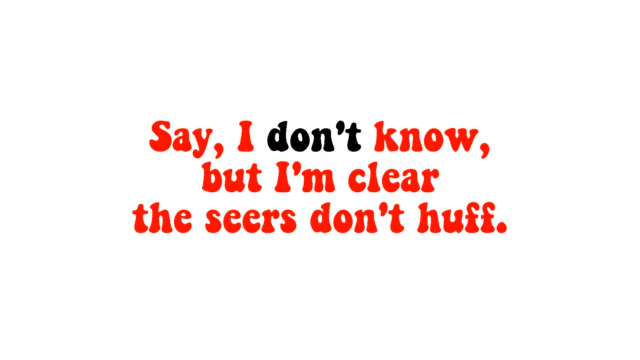 Say, I don't know,
but I'm clear
the seers don't huff.